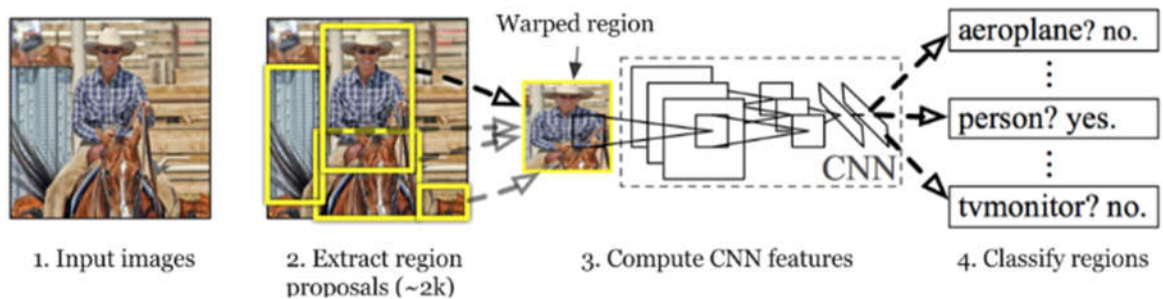 Warped region
aeroplane? no.
person? yes.
CNN
tvmonitor? no.
1. Input images
2. Extract region
proposals (~2k)
3. Compute CNN features
4. Classify regions